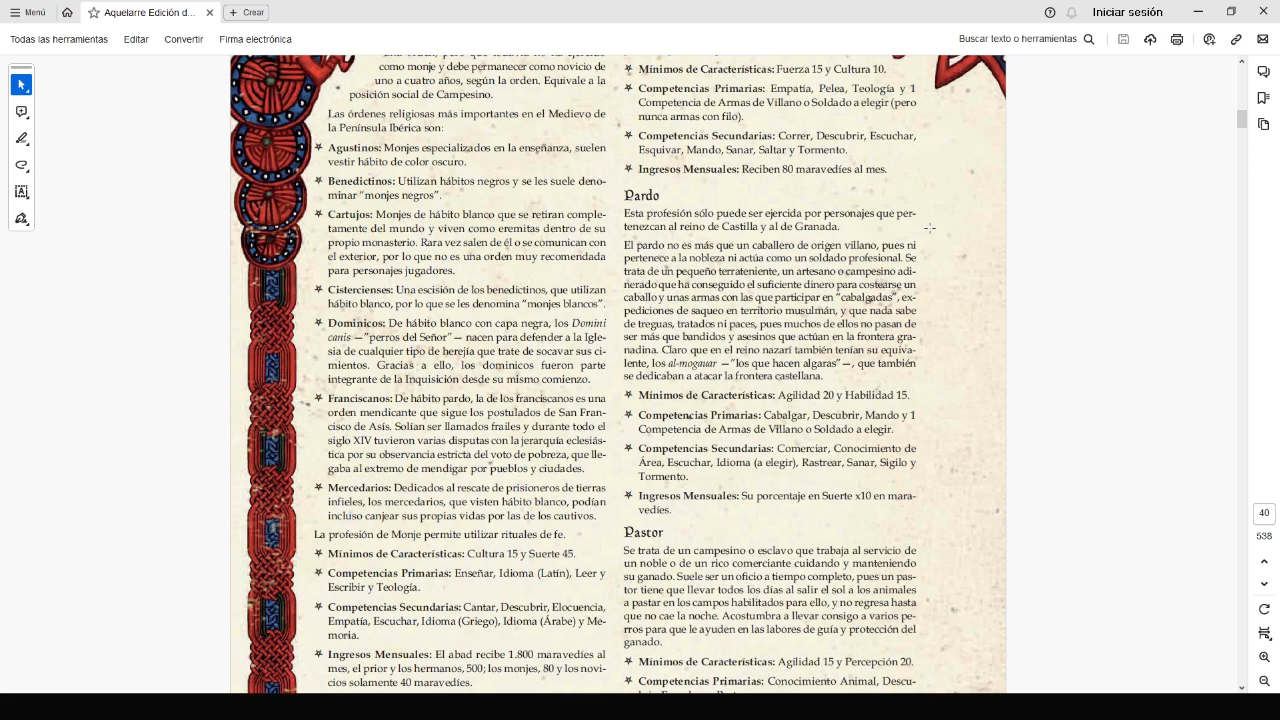 Menú
Aquelarre Edición d...
Crear
Iniciar sesión
Todas las herramientas
Editar
Convertir
Firma electrónica
Buscar texto o herramientas
como monje y debe permanecer como novicio de
uno a cuatro años, según la orden. Equivale a la
posición social de Campesino.
Las órdenes religiosas más importantes en el Medievo de
la Península Ibérica son:
Agustinos: Monjes especializados en la enseñanza, suelen
vestir hábito de color oscuro.
Benedictinos: Utilizan hábitos negros y se les suele deno-
minar “monjes negros”.
Cartujos: Monjes de hábito blanco que se retiran comple-
tamente del mundo y viven como eremitas dentro de su
propio monasterio. Rara vez salen de él o se comunican con
el exterior, por lo que no es una orden muy recomendada
para personajes jugadores.
Cistercienses: Una escisión de los benedictinos, que utilizan
hábito blanco, por lo que se les denomina “monjes blancos”.
Dominicos: De hábito blanco con capa negra, los Domini
canis —“perros del Señor”— nacen para defender a la Igle-
sia de cualquier tipo de herejía que trate de socavar sus ci-
mientos. Gracias a ello, los dominicos fueron parte
integrante de la Inquisición desde su mismo comienzo.
Franciscanos: De hábito pardo, la de los franciscanos es una
orden mendicante que sigue los postulados de San Fran-
cisco de Asís. Solían ser llamados frailes y durante todo el
siglo XIV tuvieron varias disputas con la jerarquía eclesiás-
tica por su observancia estricta del voto de pobreza, que lle-
gaba al extremo de mendigar por pueblos y ciudades.
Mercedarios: Dedicados al rescate de prisioneros de tierras
infieles, los mercedarios, que visten hábito blanco, podían
incluso canjear sus propias vidas por las de los cautivos.
La profesión de Monje permite utilizar rituales de fe.
Mínimos de Características: Cultura 15 y Suerte 45.
Competencias Primarias: Enseñar, Idioma (Latín), Leer y
Escribir y Teología.
Competencias Secundarias: Cantar, Descubrir, Elocuencia,
Empatía, Escuchar, Idioma (Griego), Idioma (Árabe) y Me-
moria.
Ingresos Mensuales: El abad recibe 1.800 maravedíes al
mes, el prior y los hermanos, 500; los monjes, 80 y los novi-
cios solamente 40 maravedíes.
Mínimos de Características: Fuerza 15 y Cultura 10.
Competencias Primarias: Empatía, Pelea, Teología y 1
Competencia de Armas de Villano o Soldado a elegir (pero
nunca armas con filo).
Competencias Secundarias: Correr, Descubrir, Escuchar,
Esquivar, Mando, Sanar, Saltar y Tormento.
Ingresos Mensuales: Reciben 80 maravedíes al mes.
Pardo
Esta profesión sólo puede ser ejercida por personajes que per-
tenezcan al reino de Castilla y al de Granada.
El pardo no es más que un caballero de origen villano, pues ni
pertenece a la nobleza ni actúa como un soldado profesional. Se
trata de un pequeño terrateniente, un artesano o campesino adi-
nerado que ha conseguido el suficiente dinero para costearse un
caballo y unas armas con las que participar en “cabalgadas”, ex-
pediciones de saqueo en territorio musulmán, y que nada sabe
de treguas, tratados ni paces, pues muchos de ellos no pasan de
ser más que bandidos y asesinos que actúan en la frontera gra-
nadina. Claro que en el reino nazarí también tenían su equiva-
lente, los al-mogauar —“los que hacen algaras”—, que también
se dedicaban a atacar la frontera castellana.
Mínimos de Características: Agilidad 20 y Habilidad 15.
Competencias Primarias: Cabalgar, Descubrir, Mando y 1
Competencia de Armas de Villano o Soldado a elegir.
Competencias Secundarias: Comerciar, Conocimiento de
Área, Escuchar, Idioma (a elegir), Rastrear, Sanar, Sigilo y
Tormento.
Ingresos Mensuales: Su porcentaje en Suerte x10 en mara-
vedíes.
Pastor
Se trata de un campesino o esclavo que trabaja al servicio de
un noble o de un rico comerciante cuidando y manteniendo
su ganado. Suele ser un oficio a tiempo completo, pues un pas-
tor tiene que llevar todos los días al salir el sol a los animales
a pastar en los campos habilitados para ello, y no regresa hasta
que no cae la noche. Acostumbra a llevar consigo a varios pe-
rros para que le ayuden en las labores de guía y protección del
ganado.
Mínimos de Características: Agilidad 15 y Percepción 20.
Competencias Primarias: Conocimiento Animal, Descu-
40
538